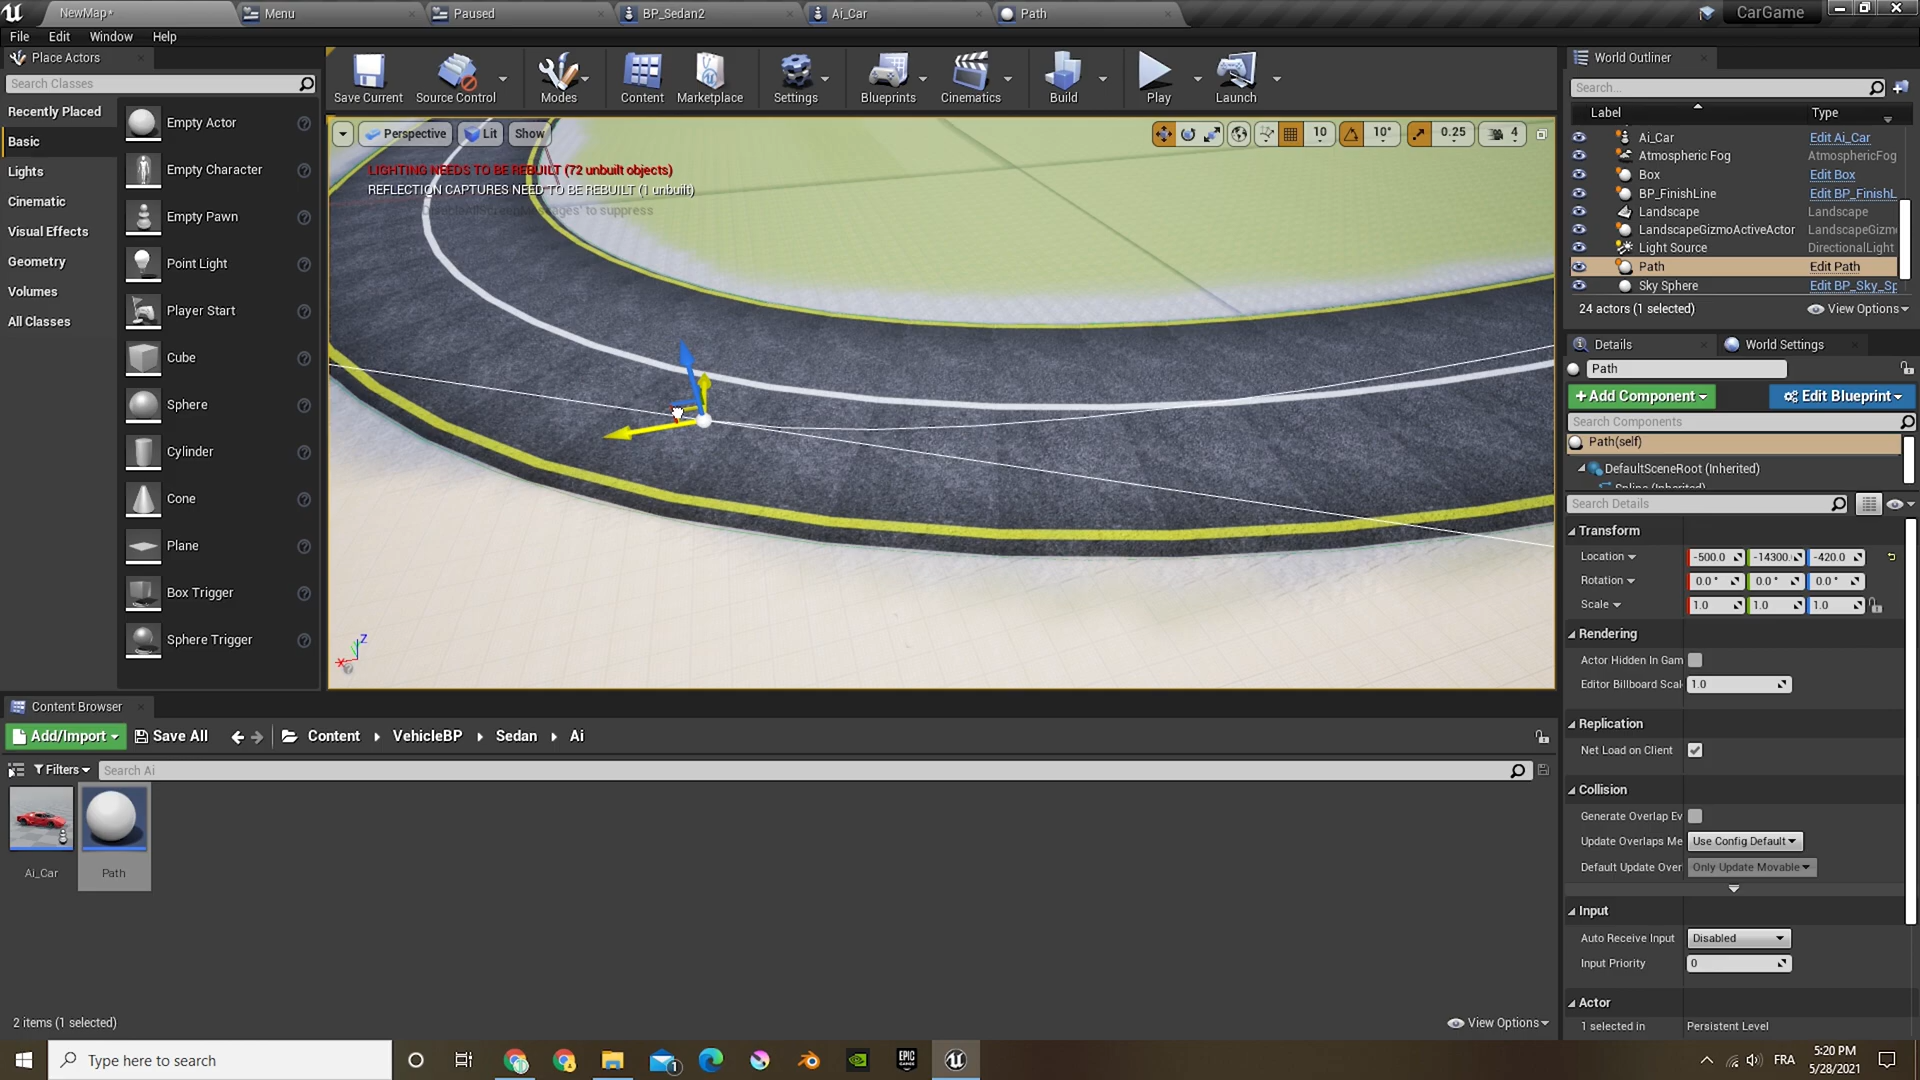 NewMap*
Menu
Paused
BP_Sedan2
Ai_Car
Path
CarGame
File Edit Window Help
Place Actors
Search Classes
Recently Placed
Basic
Lights
Cinematic
Visual Effects
Geometry
Volumes
All Classes
Empty Actor
Empty Character
Empty Pawn
Point Light
Player Start
Cube
Sphere
Cylinder
Cone
Plane
Box Trigger
Sphere Trigger
Save Current
Source Control
Modes
Content
Marketplace
Settings
Blueprints
Cinematics
Build
Play
Launch
Perspective
Lit
Show
10
10°
0.25
4
LIGHTING NEEDS TO BE REBUILT (72 unbuilt objects)
REFLECTION CAPTURES NEED TO BE REBUILT (1 unbuilt)
to suppress
Z
X
World Outliner
Search...
Label Type
Ai_Car Edit Ai_Car
Atmospheric Fog AtmosphericFog
Box Edit Box
BP_FinishLine Edit BP_FinishL
Landscape Landscape
LandscapeGizmoActiveActor LandscapeGizm
Light Source DirectionalLight
Path Edit Path
Sky Sphere Edit BP_Sky_Sp
24 actors (1 selected)
View Options
Details
World Settings
Path
+Add Component
Edit Blueprint
Search Components
Path(self)
DefaultSceneRoot (Inherited)
Spline (Inherited)
Search Details
Transform
Location -500.0 -14300. -420.0
Rotation 0.0° 0.0° 0.0°
Scale 1.0 1.0 1.0
Rendering
Actor Hidden In Gam
Editor Billboard Scal 1.0
Replication
Net Load on Client
Collision
Generate Overlap Ev
Update Overlaps Me Use Config Default
Default Update Over Only Update Movable
Input
Auto Receive Input Disabled
Input Priority 0
Actor
1 selected in Persistent Level
Content Browser
Add/Import
Save All
Content VehicleBP Sedan Ai
Filters
Search Ai
Ai_Car
Path
2 items (1 selected)
View Options
Type here to search
1
EPIC
GAMES
FRA
5:20 PM
5/28/2021